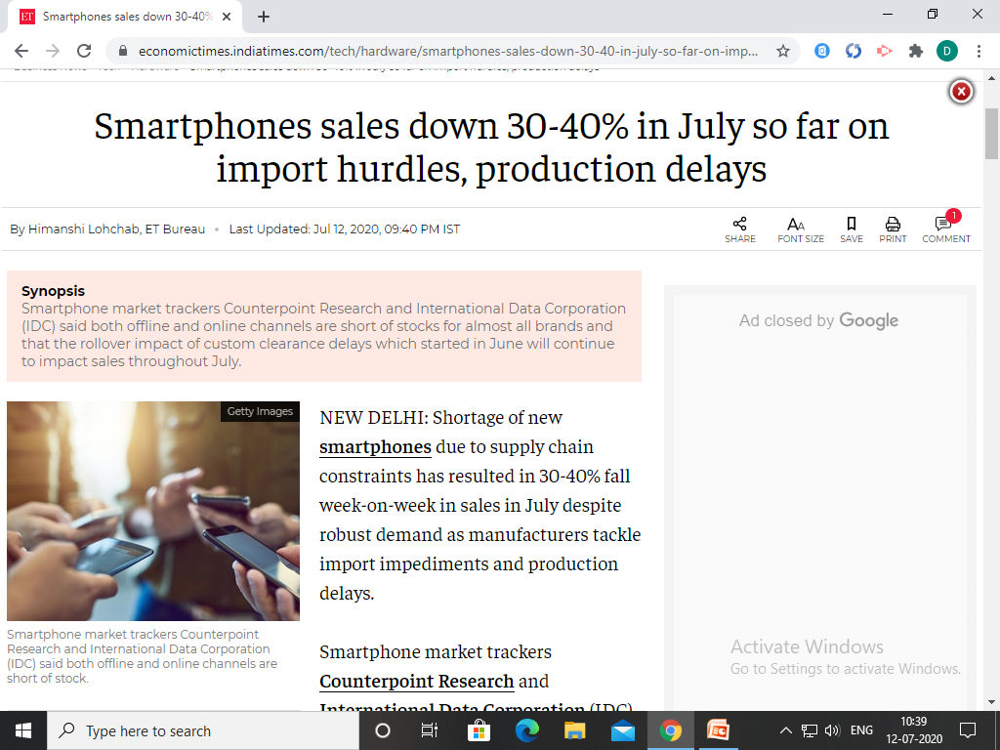 Smartphones sales down 30-40%
economictimes.indiatimes.com/tech/hardware/smartphones-sales-down-30-40-in-july-so-far-on-imp...
D
Smartphones sales down 30-40% in July so far on
import hurdles, production delays
By Himanshi Lohchab, ET Bureau • Last Updated: Jul 12, 2020, 09:40 PM IST
SHARE FONT SIZE SAVE PRINT COMMENT
1
Synopsis
Smartphone market trackers Counterpoint Research and International Data Corporation
(IDC) said both offline and online channels are short of stocks for almost all brands and
that the rollover impact of custom clearance delays which started in June will continue
to impact sales throughout July.
Ad closed by Google
Getty Images
Smartphone market trackers Counterpoint
Research and International Data Corporation
(IDC) said both offline and online channels are
short of stock.
NEW DELHI: Shortage of new
smartphones due to supply chain
constraints has resulted in 30-40% fall
week-on-week in sales in July despite
robust demand as manufacturers tackle
import impediments and production
delays.
Smartphone market trackers
Counterpoint Research and
International Data Corporation (IDC)
Activate Windows
Go to Settings to activate Windows.
Type here to search
ENG
10:39
12-07-2020